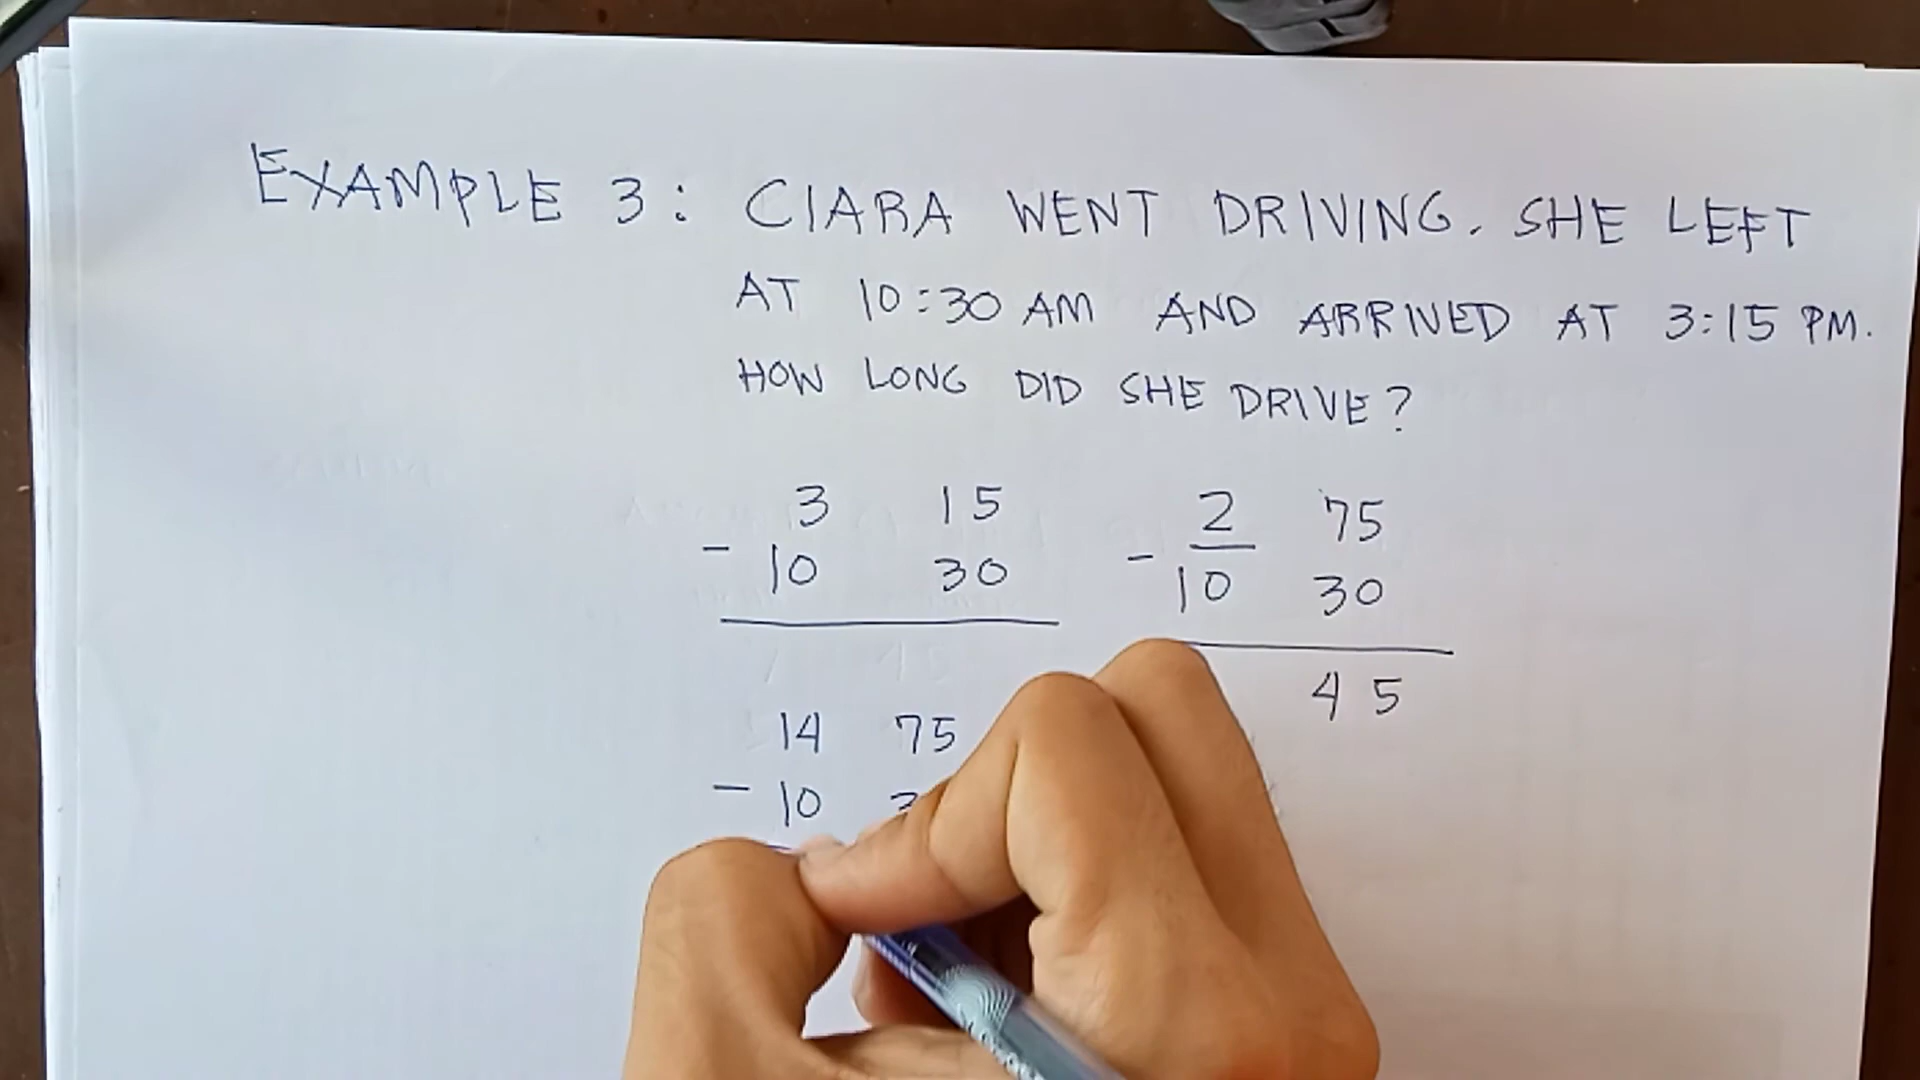 EXAMPLE 3: CIARA WENT DRIVING. SHE LEFT
AT 10:30 AM AND ARRIVED AT 3:15 PM.
HOW LONG DID SHE DRIVE?
3 15
- 10 30
2 75
- 10 30
45
14 75
- 10